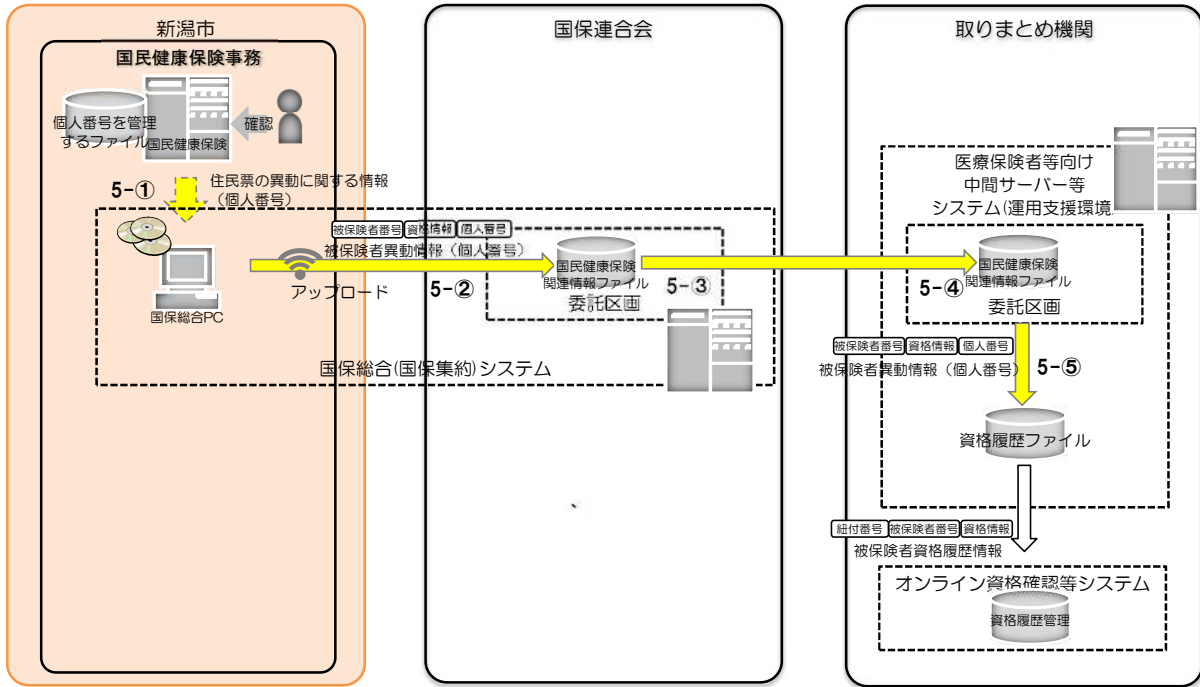 新潟市
国民健康保険事務
個人番号を管理
するファイル
国民健康保険
確認
5-①
住民票の異動に関する情報
（個人番号）
国保総合PC
アップロード
国保連合会
被保険者番号 資格情報 個人番号
被保険者異動情報（個人番号）
5-②
国民健康保険
関連情報ファイル
委託区画
5-③
国保総合(国保集約)システム
、
取りまとめ機関
医療保険者等向け
中間サーバー等
システム(運用支援環境
国民健康保険
関連情報ファイル
5-④
委託区画
被保険者番号 資格情報 個人番号
被保険者異動情報（個人番号）
5-⑤
資格履歴ファイル
紐付番号 被保険者番号 資格情報
被保険者資格履歴情報
オンライン資格確認等システム
資格履歴管理